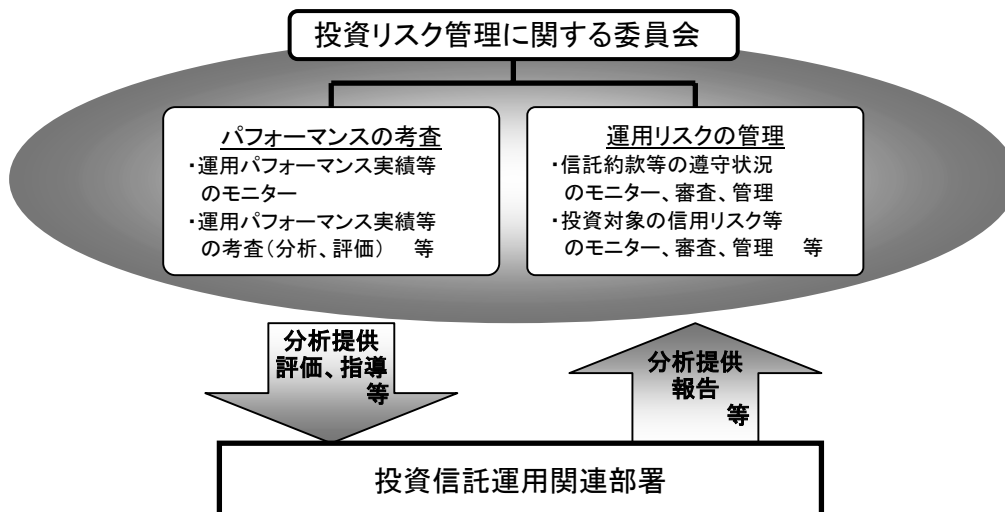 投資リスク管理に関する委員会
パフォーマンスの考査
・運用パフォーマンス実績等
のモニター
・運用パフォーマンス実績等
の考査(分析、評価) 等
運用リスクの管理
・信託約款等の遵守状況
のモニター、審査、管理
・投資対象の信用リスク等
のモニター、審査、管理 等
分析提供
評価、指導
等
分析提供
報告
等
投資信託運用関連部署